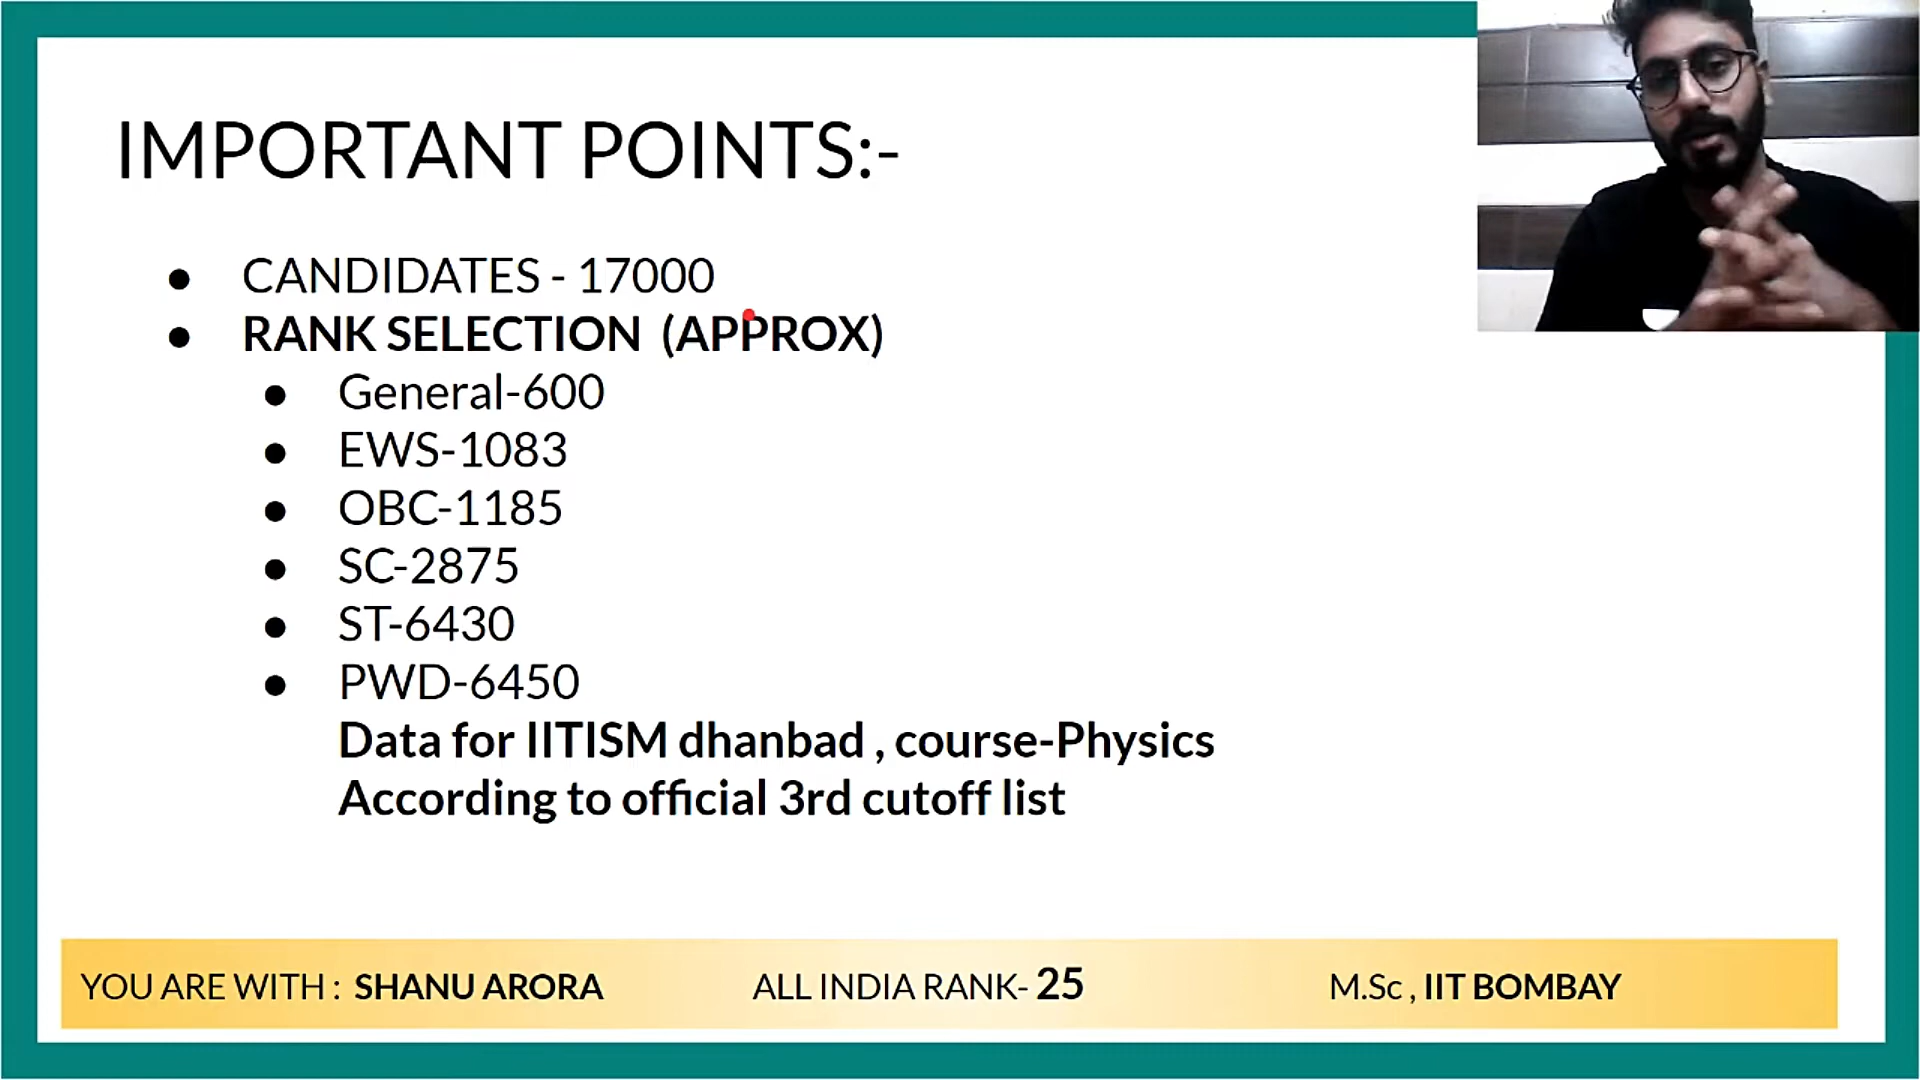 IMPORTANT POINTS:-
● CANDIDATES - 17000
● RANK SELECTION (APPROX)
● General-600
● EWS-1083
● OBC-1185
● SC-2875
● ST-6430
● PWD-6450
Data for IITISM dhanbad , course-Physics
According to official 3rd cutoff list
YOU ARE WITH : SHANU ARORA ALL INDIA RANK- 25 M.Sc , IIT BOMBAY